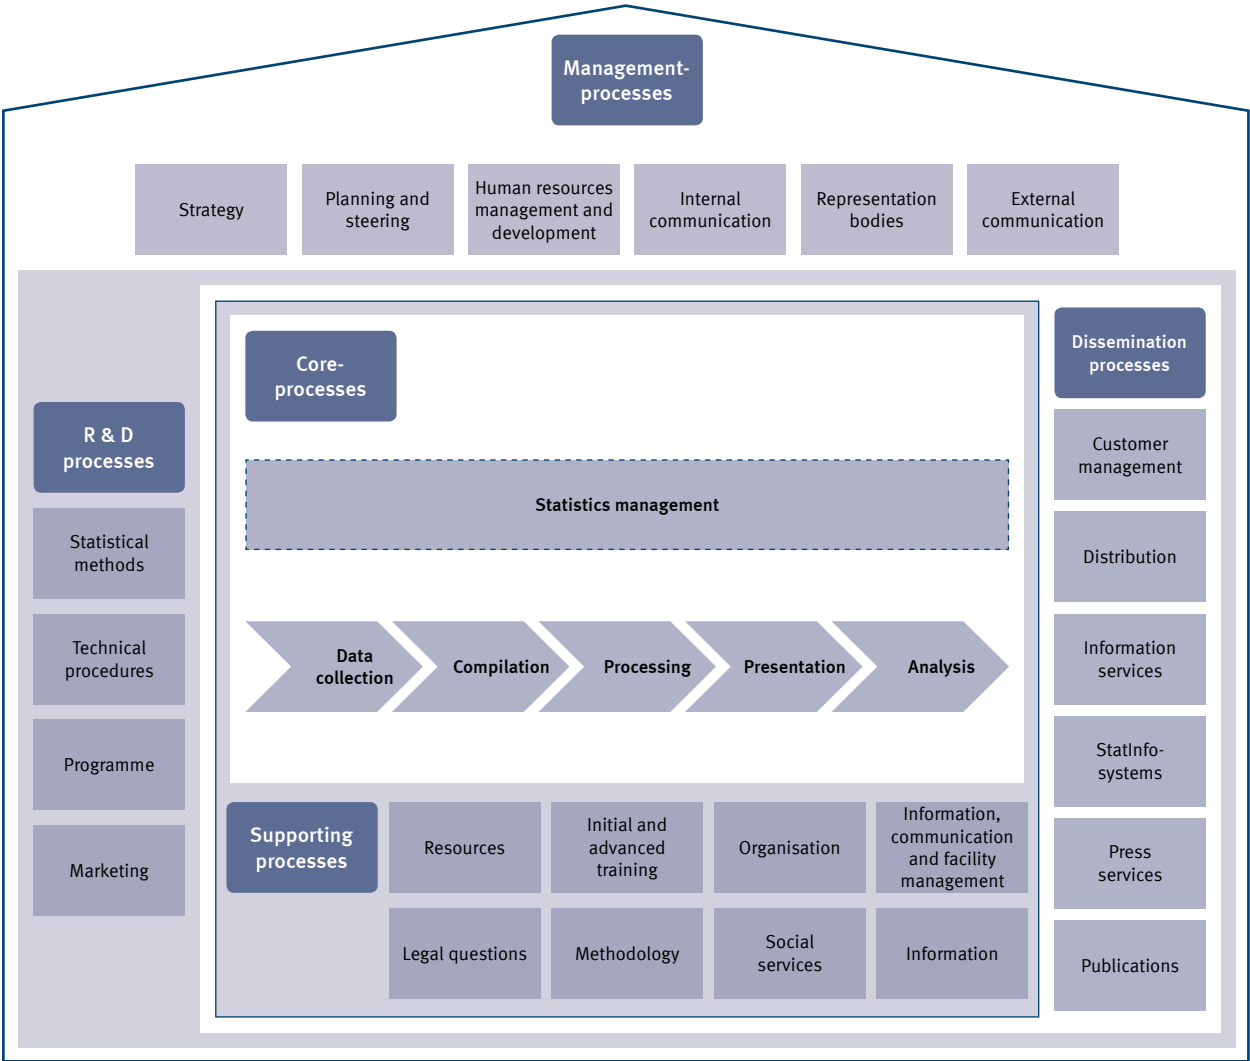 Management-
processes
Strategy
Planning and
steering
Human resources
management and
development
Internal
communication
Representation
bodies
External
communication
R & D
processes
Statistical
methods
Technical
procedures
Programme
Marketing
Core-
processes
Statistics management
Data
collection
Compilation
Processing
Presentation
Analysis
Supporting
processes
Resources
Initial and
advanced
training
Organisation
Information,
communication
and facility
management
Legal questions
Methodology
Social
services
Information
Dissemination
processes
Customer
management
Distribution
Information
services
StatInfo-
systems
Press
services
Publications